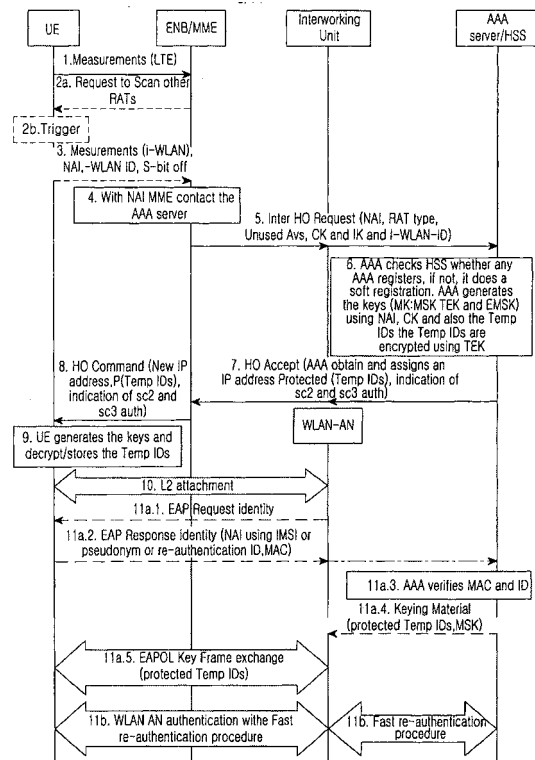 UE
ENB/MME
Interworking
Unit
AAA
server/HSS
1.Measurements (LTE)
2a. Request to Scan other
RATs
2b.Trigger
3. Mesurements (i-WLAN),
NAI,-WLAN ID, S-bit off
4. With NAI MME contact the
AAA server
5. Inter HO Request (NAI, RAT type,
Unused Avs, CK and IK and I-WLAN-ID)
6. AAA checks HSS whether any
AAA registers, if not, it does a
soft registration. AAA generates
the keys (MK:MSK TEK and EMSK)
using NAI, CK and also the Temp
IDs the Temp IDs are
encrypted using TEK
7. HO Accept (AAA obtain and assigns an
IP address Protected (Temp IDs), indication of
sc2 and sc3 auth)
8. HO Command (New IP
address,P(Temp IDs),
indication of sc2 and
sc3 auth)
WLAN-AN
9. UE generates the keys and
decrypt/stores the Temp IDs
10. L2 attachment
11a.1. EAP Request identity
11a.2. EAP Response identity (NAI using IMSI or
pseudonym or re-authentication ID,MAC)
11a.3. AAA verifies MAC and ID
11a.4. Keying Material
(protected Temp IDs,MSK)
11a.5. EAPOL Key Frame exchange
(protected Temp IDs)
11b. WLAN AN authentication withe Fast
re-authentication procedure
11b. Fast re-authentication
procedure